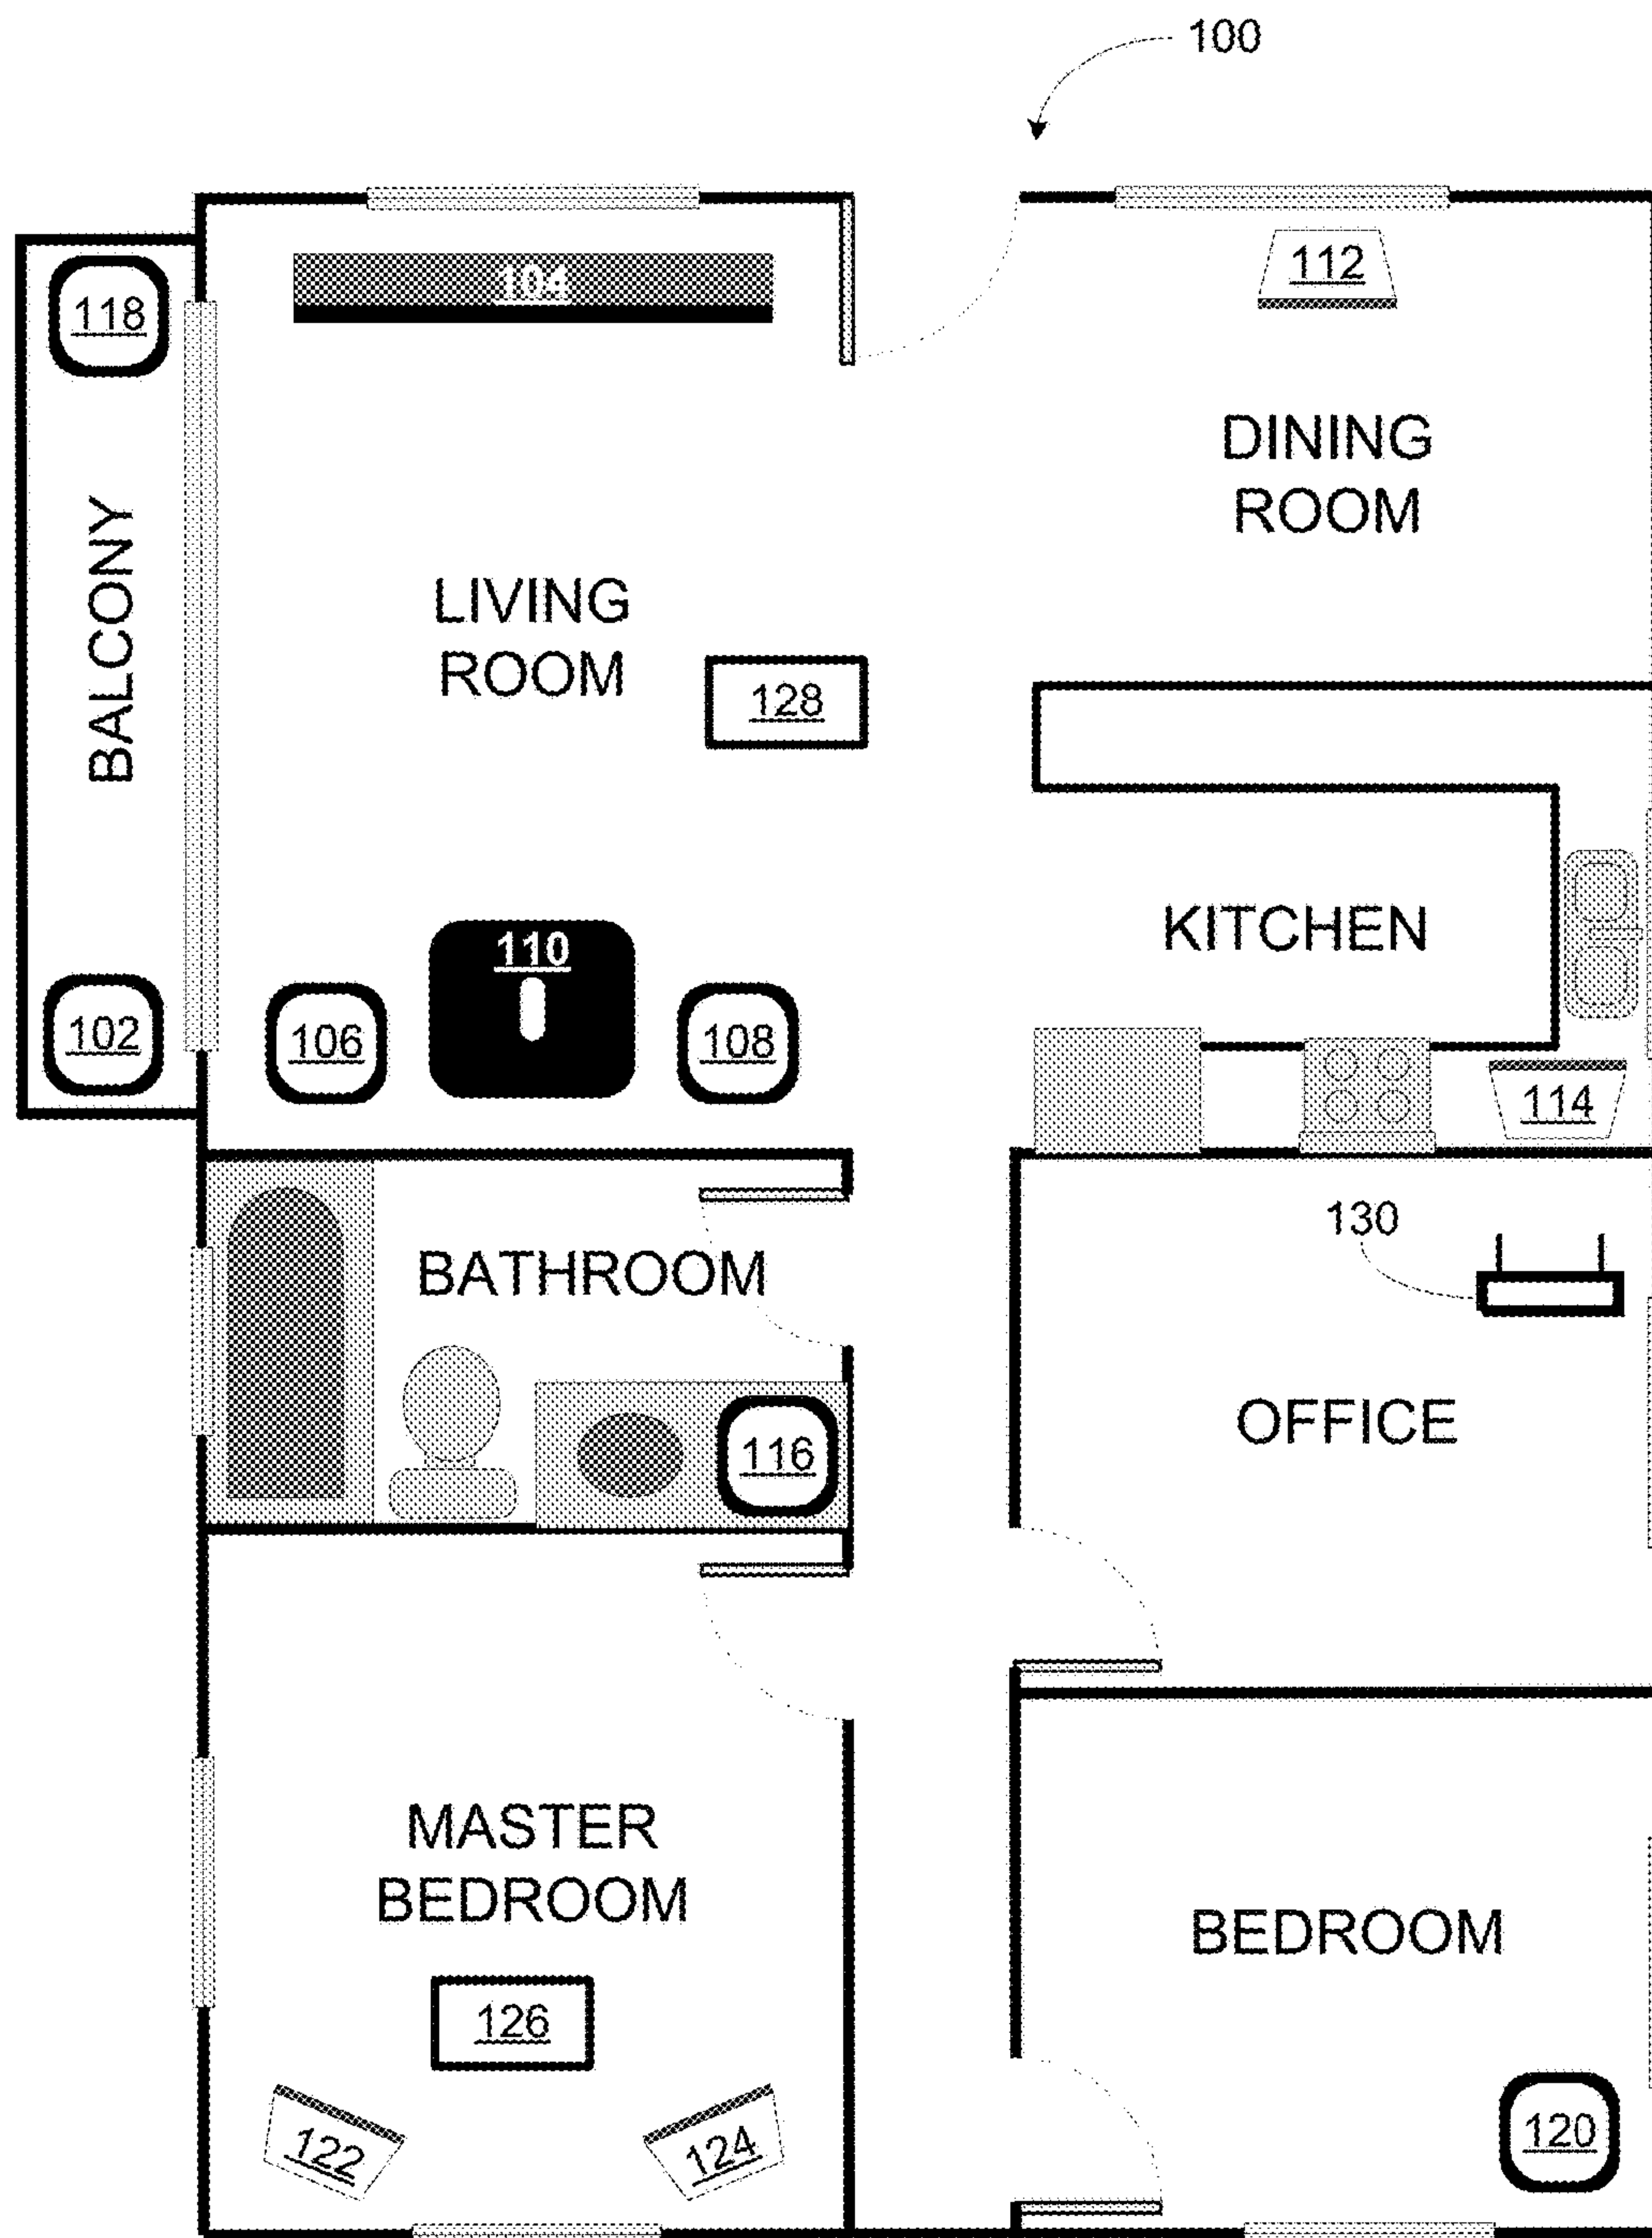 100
104
112
118
DINING
ROOM
BALCONY
LIVING
ROOM
128
KITCHEN
110
102
106
108
114
130
BATHROOM
OFFICE
116
MASTER
BEDROOM
BEDROOM
126
122
124
120